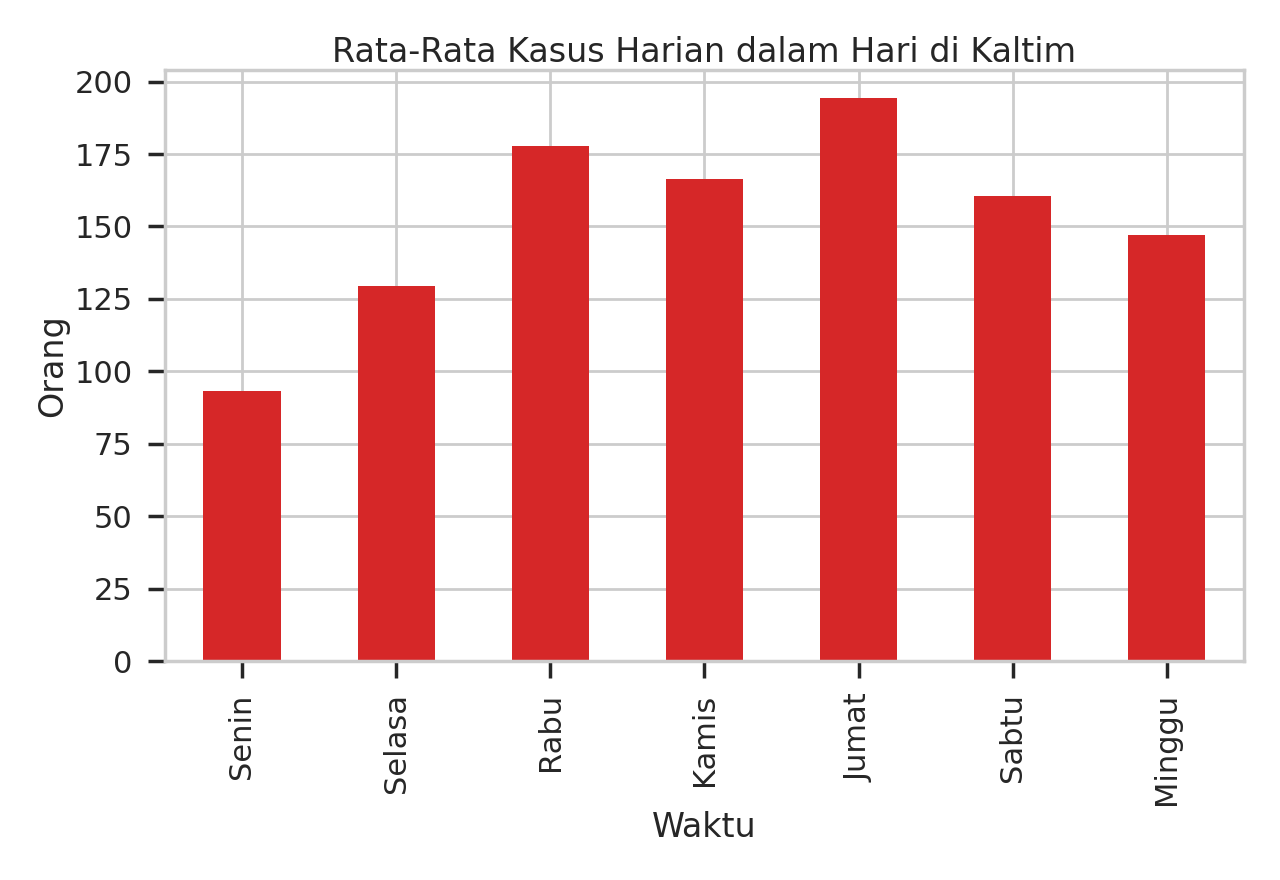 Rata-Rata Kasus Harian dalam Hari di Kaltim
200
175
150
125
100
75
50
25
0
Orang
Senin
Selasa
Rabu
Kamis
Jumat
Sabtu
Minggu
Waktu